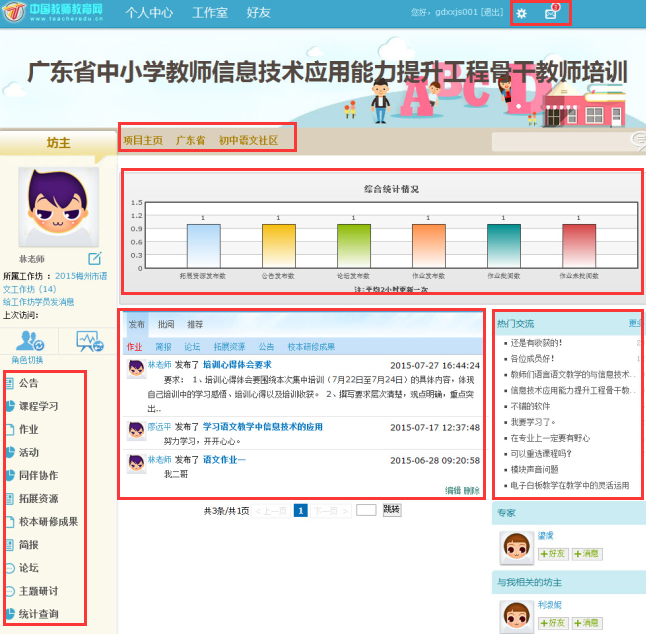 中国教师教育网
www.teachercdu.cn
个人中心 工作室 好友
您好, gdxxjs001 [退出]
广东省中小学教师信息技术应用能力提升工程骨干教师培训
ABCD
坊主
项目主页 广东省 初中语文社区
林老师
所属工作坊 : 2015梅州市语
文工作坊（14）
给工作坊学员发消息
上次访问:
角色切换
公告
课程学习
作业
活动
同伴协作
拓展资源
校本研修成果
简报
论坛
主题研讨
统计查询
综合统计情况
1.5
1.2
0.9
0.6
0.3
0
1 1 1 1 1 1
拓展资源发布数 公告发布数 论坛发布数 作业发布数 作业批阅数 作业未批阅数
注:平均2小时更新一次
发布 批阅 推荐
作业 简报 论坛 拓展资源 公告 校本研修成果
林老师 发布了 培训心得体会要求 2015-07-27 16:44:24
要求: 1、培训心得体会要围绕本次集中培训（7月22日至7月24日）的具体内容，体现
自己培训中的学习感悟、培训心得以及培训收获。 2、撰写要求层次清楚，观点明确，重点突
出..
廖远平 发布了 学习语文教学中信息技术的应用 2015-07-17 12:37:48
努力学习，开开心心。
林老师 发布了 语文作业一 2015-06-28 09:20:58
我二哥
编辑 删除
共3条/共1页 < 上一页 1 下一页 > 跳转
热门交流
还是有收获的!
各位成员好!
教师们语言语文教学的与信息技术..
信息技术应用能力提升工程骨干教..
不错的软件
我要学习了。
在专业上一定要有野心
可以重选课程吗?
模块声音问题
电子白板教学在教学中的灵活运用
专家
+好友 +消息
与我相关的坊主
+好友 +消息